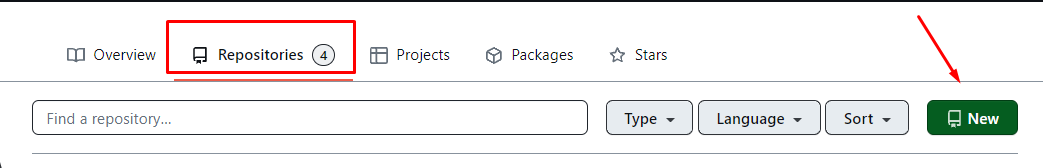 Overview Repositories 4 Projects Packages Stars
Find a repository... Type Language Sort New